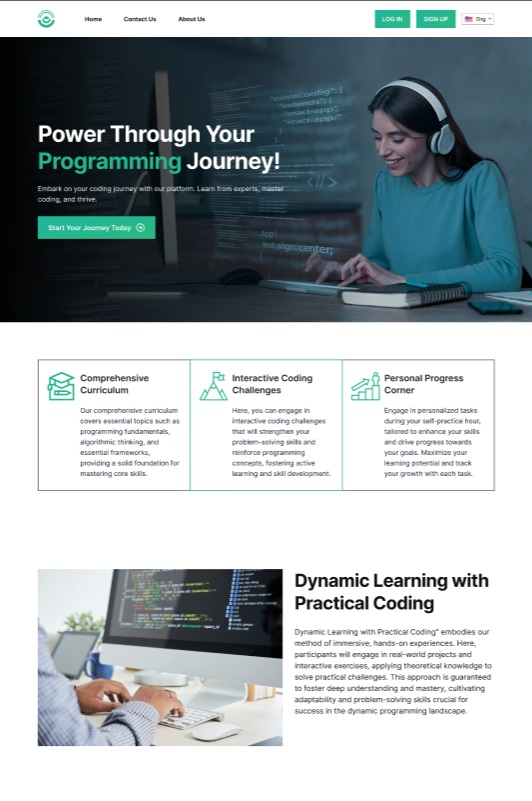 Home Contact Us About Us LOG IN SIGN UP Eng
Power Through Your
Programming Journey!
Embark on your coding journey with our platform. Learn from experts, master
coding, and thrive.
Start Your Journey Today
</>
Comprehensive
Curriculum
Our comprehensive curriculum
covers essential topics such as
programming fundamentals,
algorithmic thinking, and
essential frameworks,
providing a solid foundation for
mastering core skills.
Interactive Coding
Challenges
Here, you can engage in
interactive coding challenges
that will strengthen your
problem-solving skills and
reinforce programming
concepts, fostering active
learning and skill development.
Personal Progress
Corner
Engage in personalized tasks
during your self-practice hour,
tailored to enhance your skills
and drive progress towards
your goals. Maximize your
learning potential and track
your growth with each task.
Dynamic Learning with
Practical Coding
Dynamic Learning with Practical Coding" embodies our
method of immersive, hands-on experiences. Here,
participants will engage in real-world projects and
interactive exercises, applying theoretical knowledge to
solve practical challenges. This approach is guaranteed
to foster deep understanding and mastery, cultivating
adaptability and problem-solving skills crucial for
success in the dynamic programming landscape.